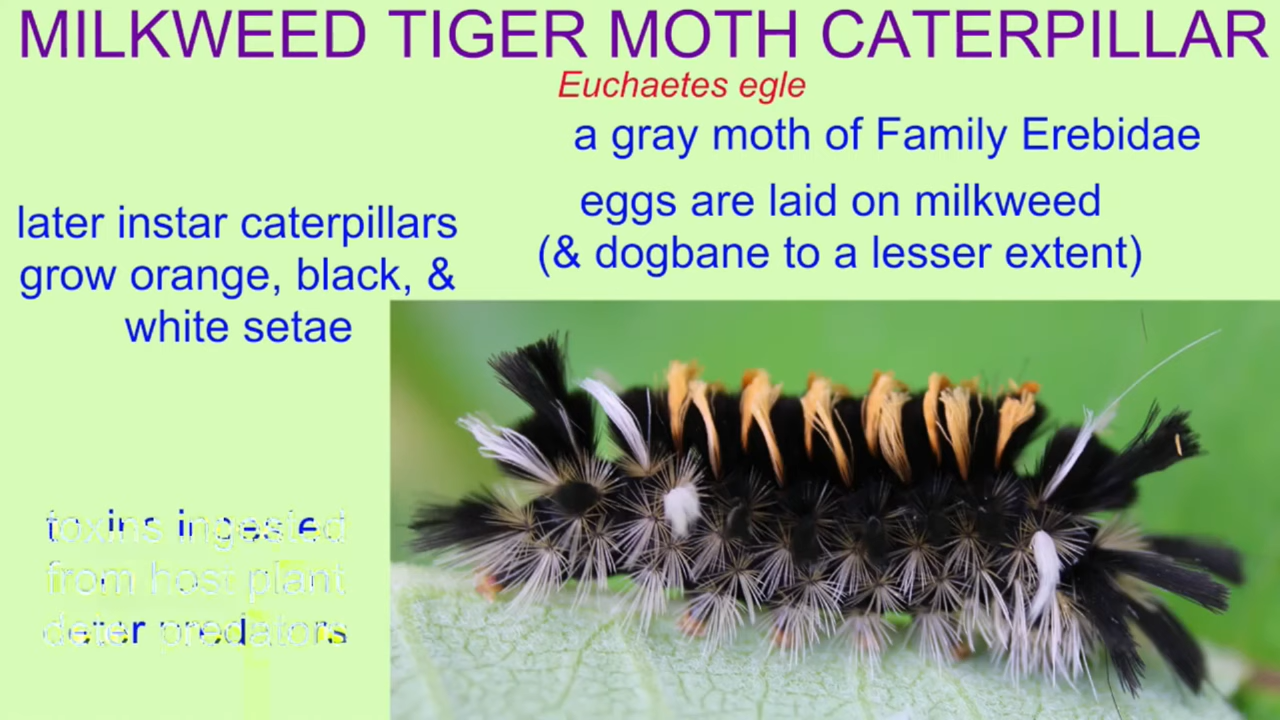 MILKWEED TIGER MOTH CATERPILLAR
Euchaetes egle
a gray moth of Family Erebidae
eggs are laid on milkweed
(& dogbane to a lesser extent)
later instar caterpillars
grow orange, black, &
white setae
toxins ingested
from host plant
deter predators